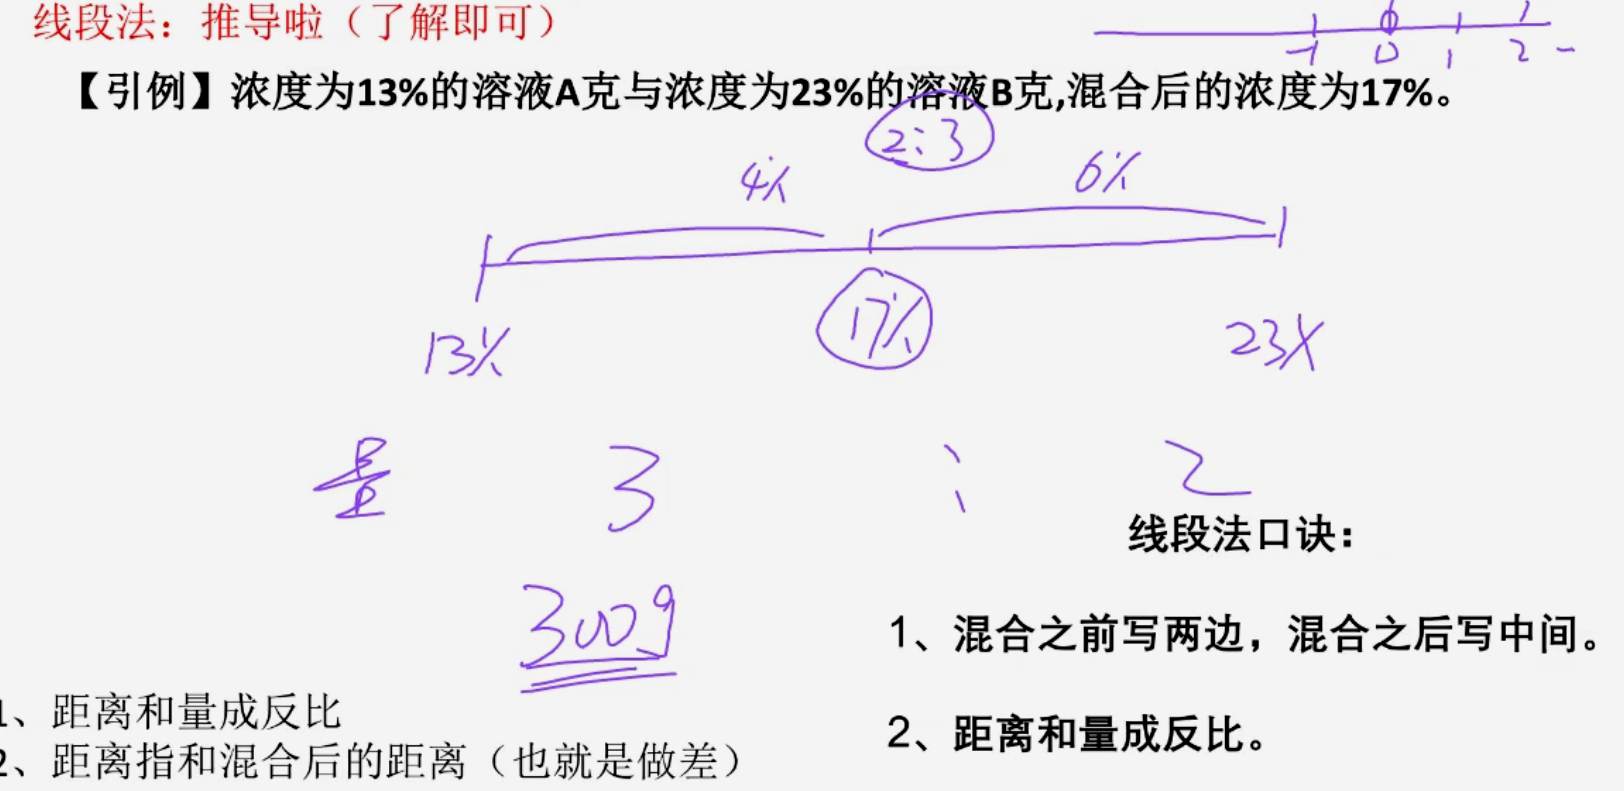 线段法：推导啦（了解即可）
-1 0 1 2
【引例】浓度为13%的溶液A克与浓度为23%的溶液B克,混合后的浓度为17%。
2:3
4% 6%
13% 17% 23%
量 3 : 2
线段法口诀：
300g
1、混合之前写两边，混合之后写中间。
1、距离和量成反比
2、距离和量成反比。
2、距离指和混合后的距离（也就是做差）